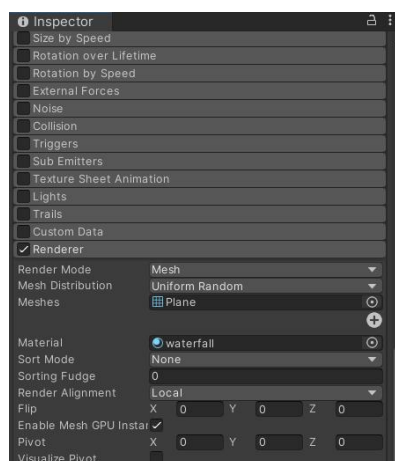 Inspector
Size by Speed
Rotation over Lifetime
Rotation by Speed
External Forces
Noise
Collision
Triggers
Sub Emitters
Texture Sheet Animation
Lights
Trails
Custom Data
Renderer
Render Mode Mesh
Mesh Distribution Uniform Random
Meshes Plane
Material waterfall
Sort Mode None
Sorting Fudge 0
Render Alignment Local
Flip X 0 Y 0 Z 0
Enable Mesh GPU Instar
Pivot X 0 Y 0 Z 0
Visualize Pivot